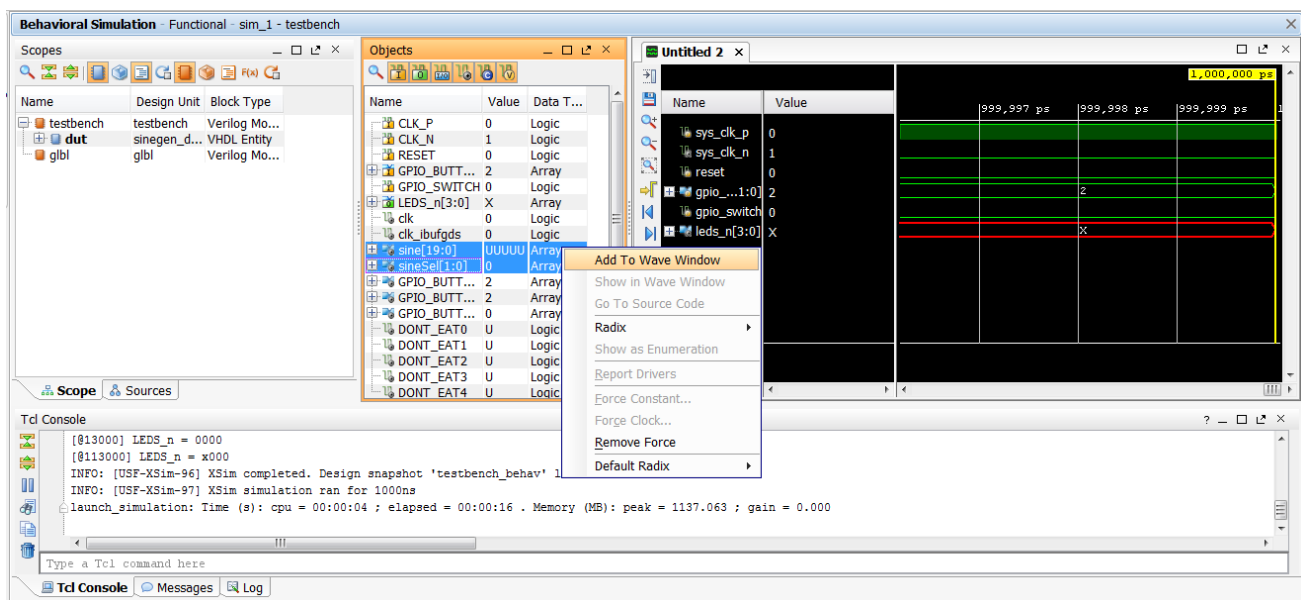 Behavioral Simulation - Functional - sim_1 - testbench
Scopes
F(x)
Name Design Unit Block Type
testbench testbench Verilog Mo...
dut sinegen_d... VHDL Entity
glbl glbl Verilog Mo...
Scope Sources
Objects
Name Value Data T...
CLK_P 0 Logic
CLK_N 1 Logic
RESET 0 Logic
GPIO_BUTT... 2 Array
GPIO_SWITCH 0 Logic
LEDS_n[3:0] X Array
clk 0 Logic
clk_ibufgds 0 Logic
sine[19:0] UUUUU Array
sineSel[1:0] 0 Array
GPIO_BUTT... 2 Array
GPIO_BUTT... 2 Array
GPIO_BUTT... 0 Array
DONT_EAT0 U Logic
DONT_EAT1 U Logic
DONT_EAT2 U Logic
DONT_EAT3 U Logic
DONT_EAT4 U Logic
Add To Wave Window
Show in Wave Window
Go To Source Code
Radix
Show as Enumeration
Report Drivers
Force Constant...
Force Clock...
Remove Force
Default Radix
Untitled 2
1,000,000 ps
Name Value
999,997 ps 999,998 ps 999,999 ps 1
sys_clk_p 0
sys_clk_n 1
reset 0
gpio_...1:0] 2 2
gpio_switch 0
leds_n[3:0] X X
Tcl Console
[@13000] LEDS_n = 0000
[@113000] LEDS_n = x000
INFO: [USF-XSim-96] XSim completed. Design snapshot 'testbench_behav' l
INFO: [USF-XSim-97] XSim simulation ran for 1000ns
launch_simulation: Time (s): cpu = 00:00:04 ; elapsed = 00:00:16 . Memory (MB): peak = 1137.063 ; gain = 0.000
Type a Tcl command here
Tcl Console Messages Log